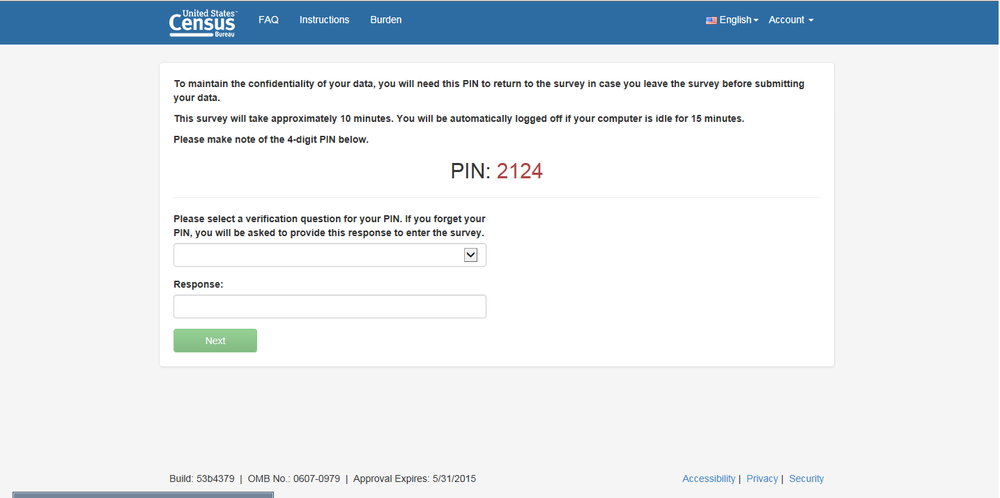 United States™
Census
Bureau
FAQ Instructions Burden English Account
To maintain the confidentiality of your data, you will need this PIN to return to the survey in case you leave the survey before submitting
your data.
This survey will take approximately 10 minutes. You will be automatically logged off if your computer is idle for 15 minutes.
Please make note of the 4-digit PIN below.
PIN: 2124
Please select a verification question for your PIN. If you forget your
PIN, you will be asked to provide this response to enter the survey.
Response:
Next
Build: 53b4379 | OMB No.: 0607-0979 | Approval Expires: 5/31/2015 Accessibility | Privacy | Security